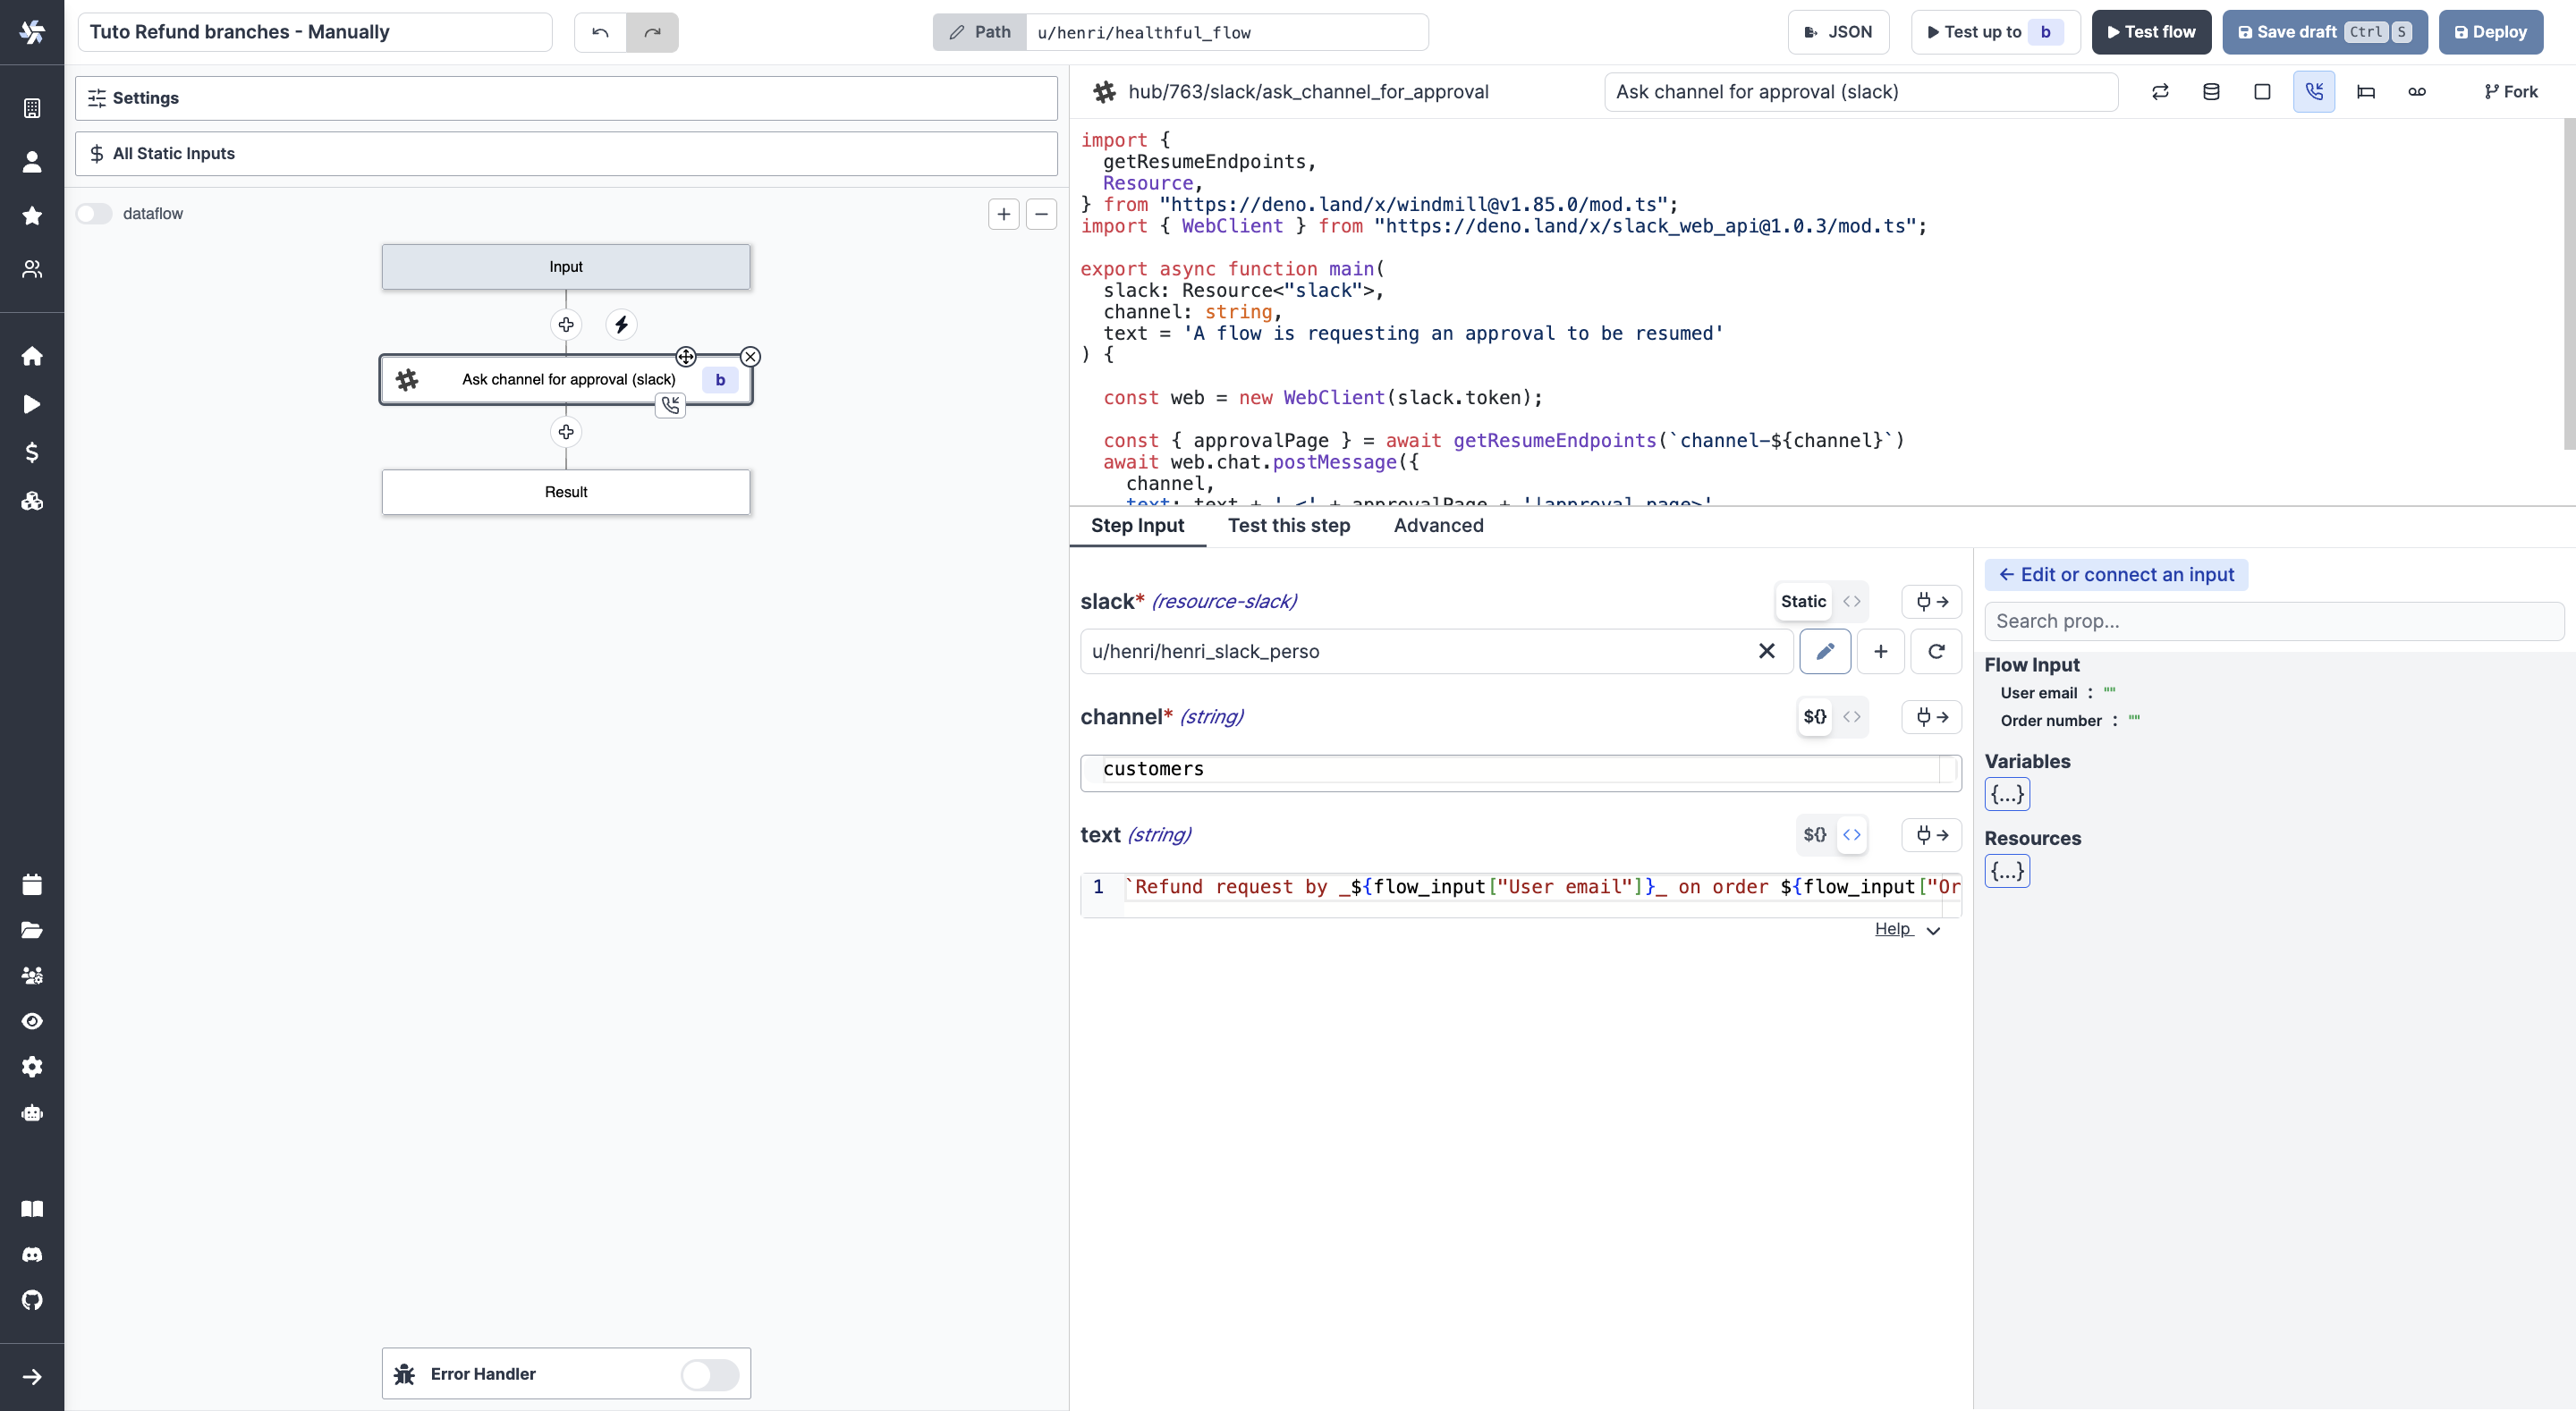 Tuto Refund branches - Manually
Path
u/henri/healthful_flow
JSON
Test up to b
Test flow
Save draft Ctrl S
Deploy
Settings
All Static Inputs
dataflow
Input
Ask channel for approval (slack)
b
Result
Error Handler
hub/763/slack/ask_channel_for_approval
Ask channel for approval (slack)
Fork
import {
  getResumeEndpoints,
  Resource,
} from "https://deno.land/x/windmill@v1.85.0/mod.ts";
import { WebClient } from "https://deno.land/x/slack_web_api@1.0.3/mod.ts";
export async function main(
  slack: Resource<"slack">,
  channel: string,
  text = 'A flow is requesting an approval to be resumed'
) {
  const web = new WebClient(slack.token);
  const { approvalPage } = await getResumeEndpoints(`channel-${channel}`)
  await web.chat.postMessage({
    channel,
    text: text + ' <' + approvalPage + '|approval page>'
Step Input
Test this step
Advanced
slack* (resource-slack)
Static
u/henri/henri_slack_perso
channel* (string)
${}
customers
text (string)
${}
1 `Refund request by _${flow_input["User email"]}_ on order ${flow_input["Or
Help
← Edit or connect an input
Search prop...
Flow Input
User email : ""
Order number : ""
Variables
{...}
Resources
{...}